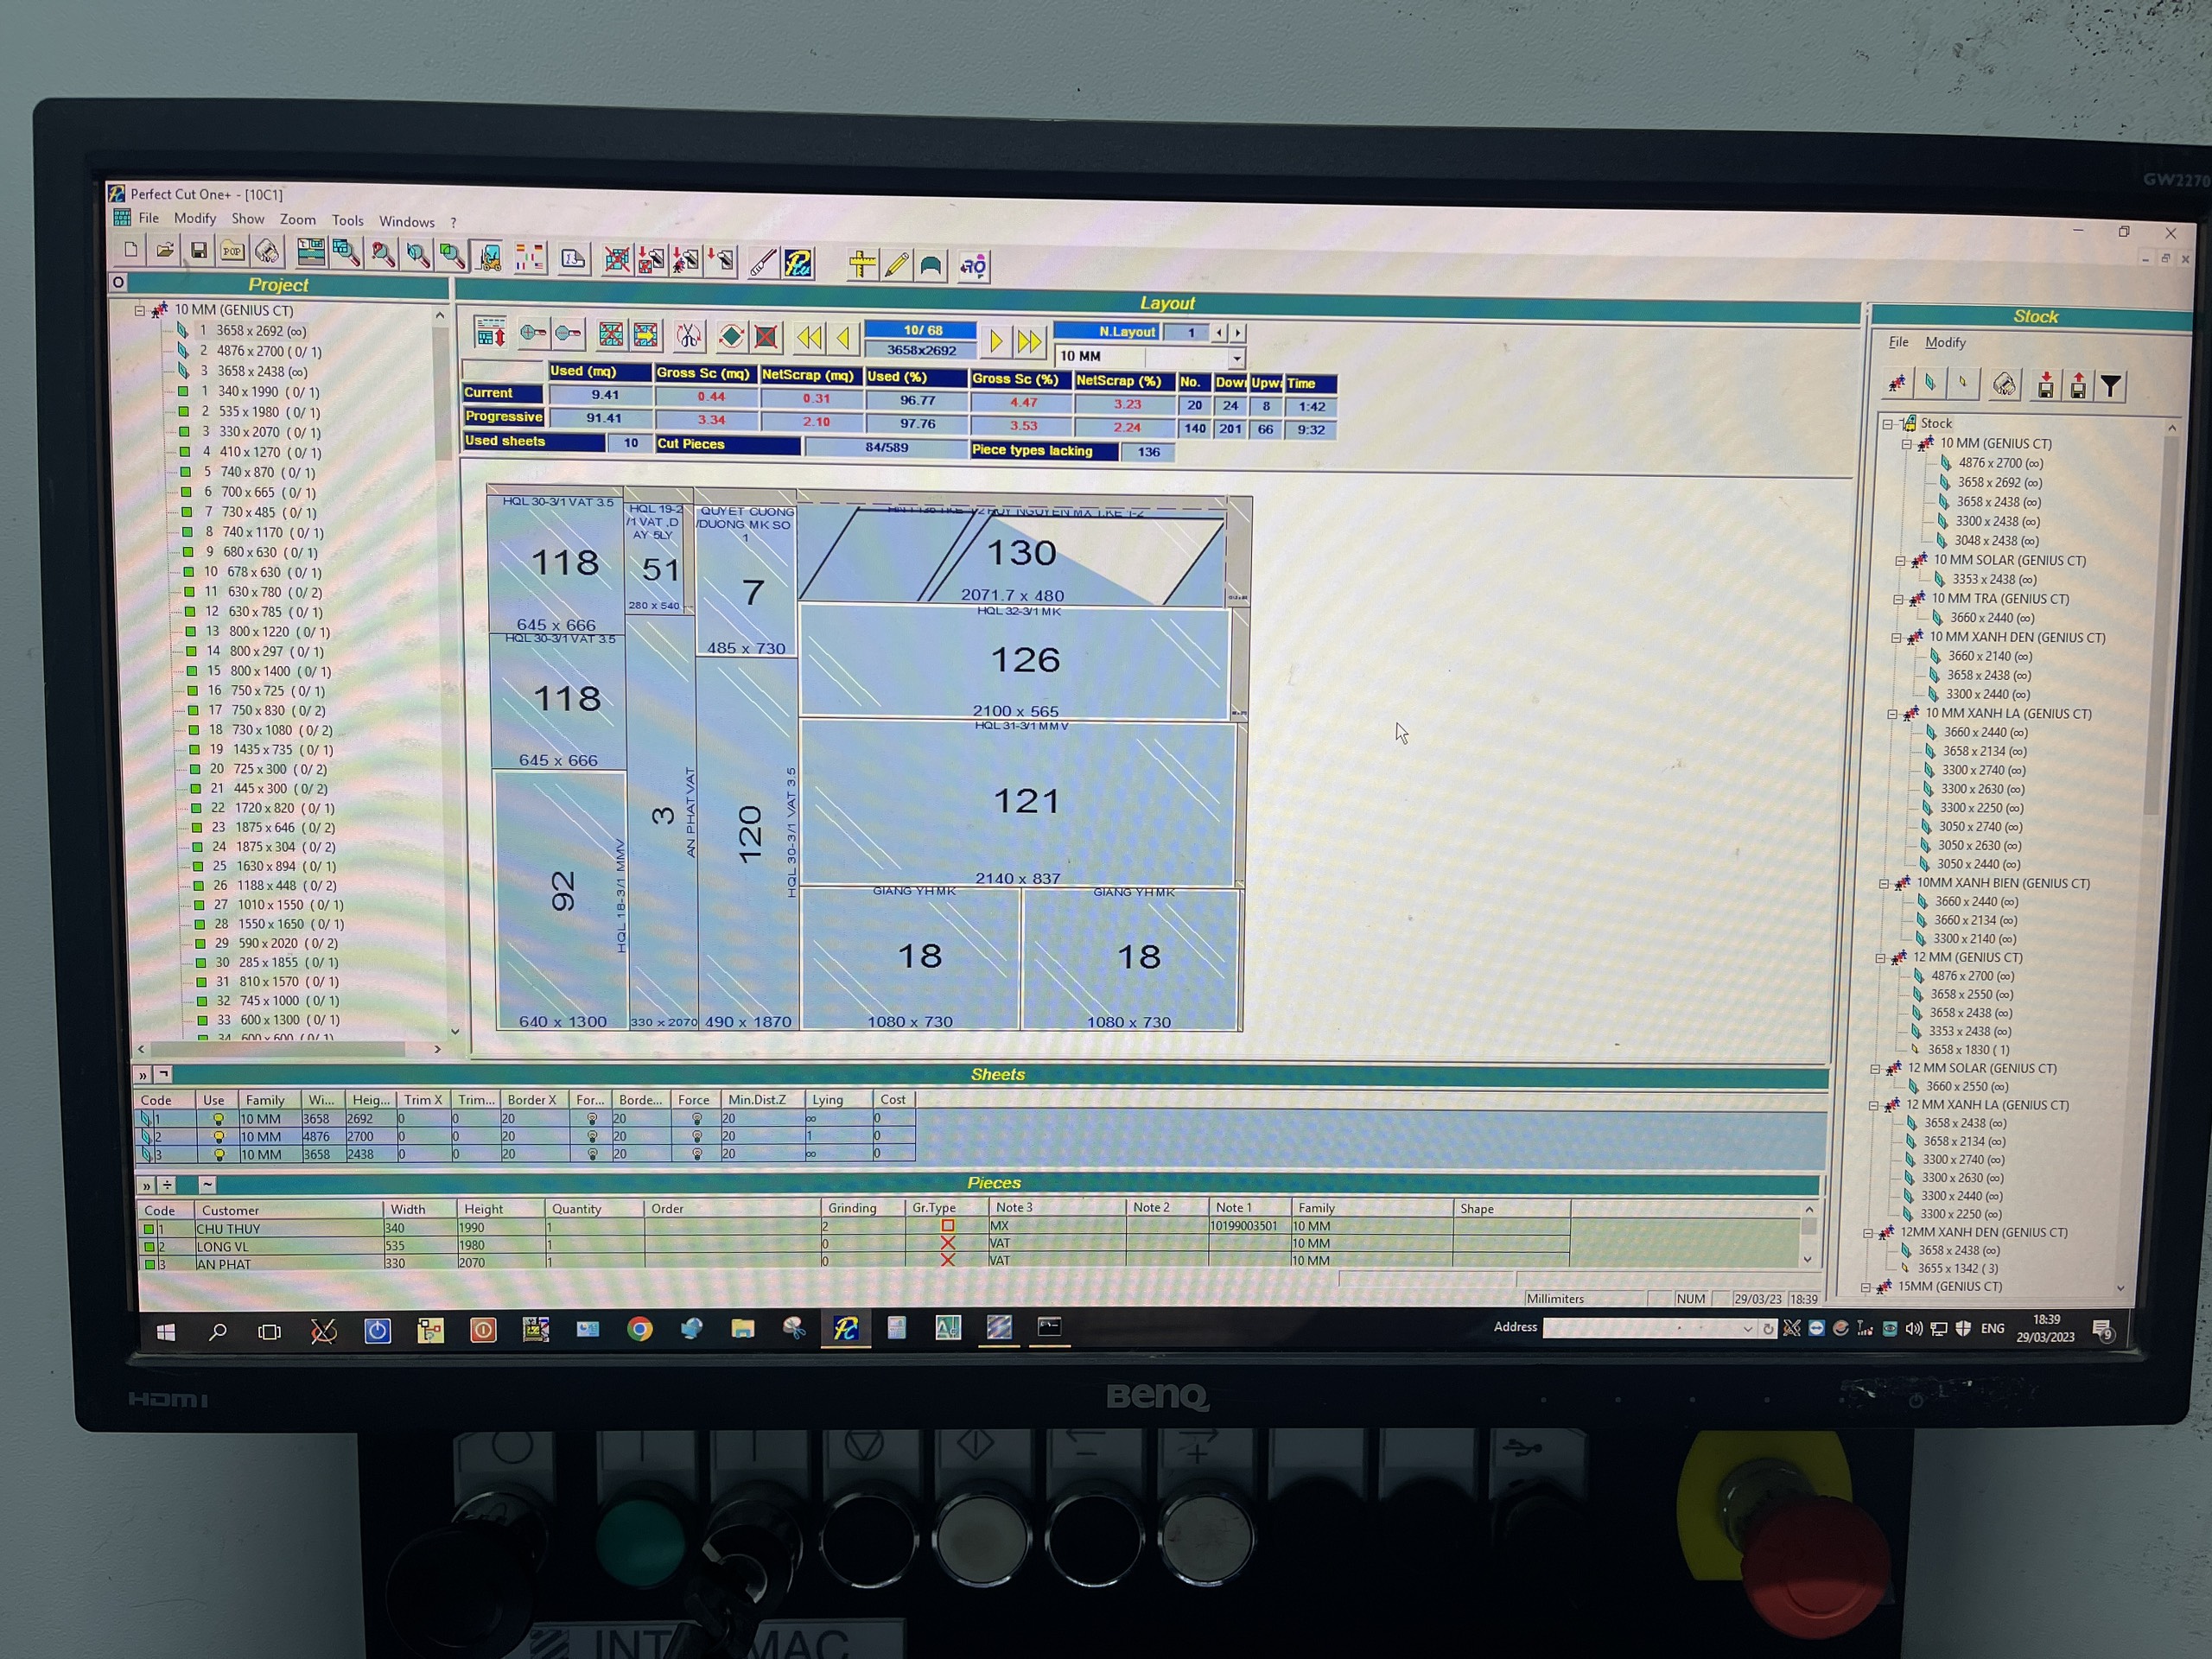 GW2270
Perfect Cut One+ - [10C1]
File Modify Show Zoom Tools Windows ?
POP
Project
10 MM (GENIUS CT)
1 3658 x 2692 (∞)
2 4876 x 2700 ( 0/ 1)
3 3658 x 2438 (∞)
1 340 x 1990 ( 0/ 1)
2 535 x 1980 ( 0/ 1)
3 330 x 2070 ( 0/ 1)
4 410 x 1270 ( 0/ 1)
5 740 x 870 ( 0/ 1)
6 700 x 665 ( 0/ 1)
7 730 x 485 ( 0/ 1)
8 740 x 1170 ( 0/ 1)
9 680 x 630 ( 0/ 1)
10 678 x 630 ( 0/ 1)
11 630 x 780 ( 0/ 2)
12 630 x 785 ( 0/ 1)
13 800 x 1220 ( 0/ 1)
14 800 x 297 ( 0/ 1)
15 800 x 1400 ( 0/ 1)
16 750 x 725 ( 0/ 1)
17 750 x 830 ( 0/ 2)
18 730 x 1080 ( 0/ 2)
19 1435 x 735 ( 0/ 1)
20 725 x 300 ( 0/ 2)
21 445 x 300 ( 0/ 2)
22 1720 x 820 ( 0/ 1)
23 1875 x 646 ( 0/ 2)
24 1875 x 304 ( 0/ 2)
25 1630 x 894 ( 0/ 1)
26 1188 x 448 ( 0/ 2)
27 1010 x 1550 ( 0/ 1)
28 1550 x 1650 ( 0/ 1)
29 590 x 2020 ( 0/ 2)
30 285 x 1855 ( 0/ 1)
31 810 x 1570 ( 0/ 1)
32 745 x 1000 ( 0/ 1)
33 600 x 1300 ( 0/ 1)
34 600 x 600 ( 0/ 1)
Layout
10/ 68
3658x2692
N.Layout 1
10 MM
Used (mq) Gross Sc (mq) NetScrap (mq) Used (%) Gross Sc (%) NetScrap (%) No. Down Upw Time
Current 9.41 0.44 0.31 96.77 4.47 3.23 20 24 8 1:42
Progressive 91.41 3.34 2.10 97.76 3.53 2.24 140 201 66 9:32
Used sheets 10 Cut Pieces 84/589 Piece types lacking 136
HQL 30-3/1 VAT 3.5
118
645 x 666
HQL 30-3/1 VAT 3.5
118
645 x 666
92
HQL 18-3/1 MMV
640 x 1300
HQL 19-2
/1 VAT ,D
AY 5LY
51
280 x 540
3
AN PHAT VAT
330 x 2070
QUYET CUONG
/DUONG MK SO
1
7
485 x 730
120
HQL 30-3/1 VAT 3.5
490 x 1870
130
2071.7 x 480
HQL 32-3/1 MK
126
2100 x 565
HQL 31-3/1 MMV
121
2140 x 837
GIANG YH MK
18
1080 x 730
GIANG YH MK
18
1080 x 730
Stock
File Modify
Stock
10 MM (GENIUS CT)
4876 x 2700 (∞)
3658 x 2692 (∞)
3658 x 2438 (∞)
3300 x 2438 (∞)
3048 x 2438 (∞)
10 MM SOLAR (GENIUS CT)
3353 x 2438 (∞)
10 MM TRA (GENIUS CT)
3660 x 2440 (∞)
10 MM XANH DEN (GENIUS CT)
3660 x 2140 (∞)
3658 x 2438 (∞)
3300 x 2440 (∞)
10 MM XANH LA (GENIUS CT)
3660 x 2440 (∞)
3658 x 2134 (∞)
3300 x 2740 (∞)
3300 x 2630 (∞)
3300 x 2250 (∞)
3050 x 2740 (∞)
3050 x 2630 (∞)
3050 x 2440 (∞)
10MM XANH BIEN (GENIUS CT)
3660 x 2440 (∞)
3660 x 2134 (∞)
3300 x 2140 (∞)
12 MM (GENIUS CT)
4876 x 2700 (∞)
3658 x 2550 (∞)
3658 x 2438 (∞)
3353 x 2438 (∞)
3658 x 1830 ( 1)
12 MM SOLAR (GENIUS CT)
3660 x 2550 (∞)
12 MM XANH LA (GENIUS CT)
3658 x 2438 (∞)
3658 x 2134 (∞)
3300 x 2740 (∞)
3300 x 2630 (∞)
3300 x 2440 (∞)
3300 x 2250 (∞)
12MM XANH DEN (GENIUS CT)
3658 x 2438 (∞)
3655 x 1342 ( 3)
15MM (GENIUS CT)
Sheets
Code Use Family Wi... Heig... Trim X Trim... Border X For... Borde... Force Min.Dist.Z Lying Cost
1 10 MM 3658 2692 0 0 20 20 20 ∞ 0
2 10 MM 4876 2700 0 0 20 20 20 1 0
3 10 MM 3658 2438 0 0 20 20 20 ∞ 0
Pieces
Code Customer Width Height Quantity Order Grinding Gr.Type Note 3 Note 2 Note 1 Family Shape
1 CHU THUY 340 1990 1 2 MX 10199003501 10 MM
2 LONG VL 535 1980 1 0 VAT 10 MM
3 AN PHAT 330 2070 1 0 VAT 10 MM
Millimeters NUM 29/03/23 18:39
Address
ENG
18:39
29/03/2023
9
HDMI
BenQ